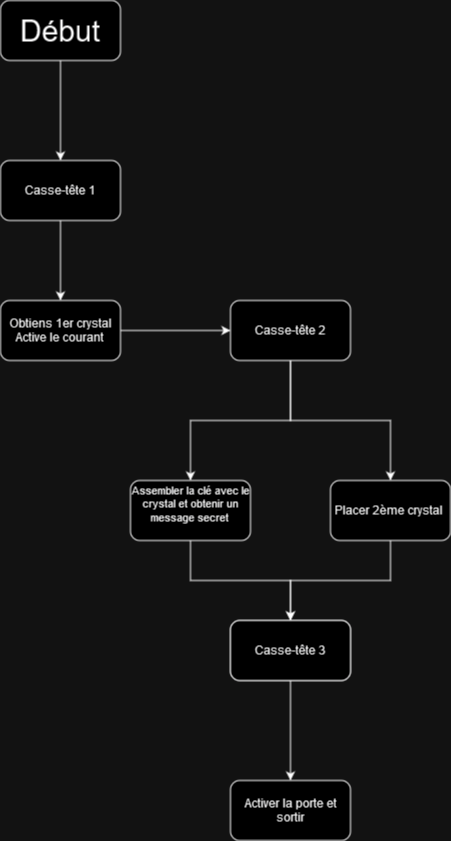 Début
Casse-tête 1
Obtiens 1er crystal
Active le courant
Casse-tête 2
Assembler la clé avec le
crystal et obtenir un
message secret
Placer 2ème crystal
Casse-tête 3
Activer la porte et
sortir